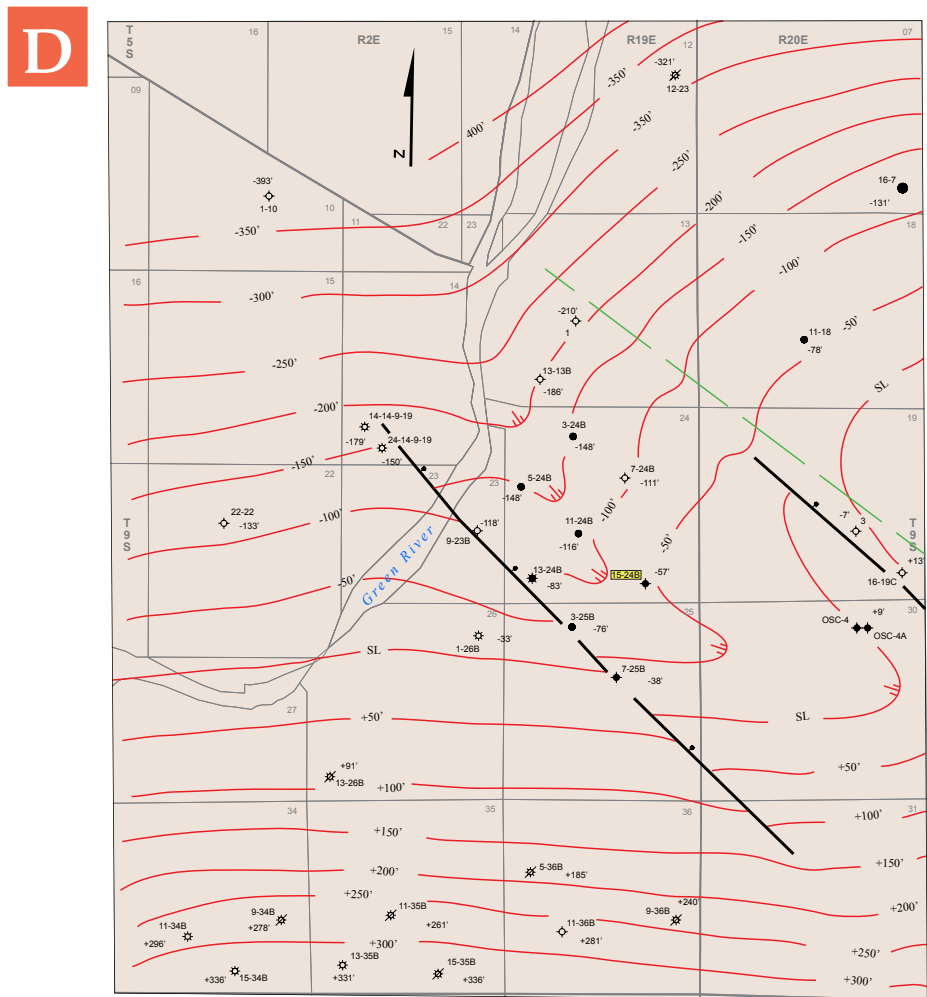 D
T
5
S
16
R2E
15
14
R19E
12
R20E
07
-321'
12-23
-350'
09
400'
-350'
-250'
-393'
1-10
-200'
16-7
-131'
10
11
22
23
13
18
-350'
-150'
-100'
N
16
15
14
-300'
-210'
1
-50'
11-18
-78'
-250'
13-13B
-186'
SL
-200'
14-14-9-19
-179'
24-14-9-19
-150'
24
19
3-24B
-148'
-150'
22
23
23
7-24B
-111'
5-24B
-148'
-100'
22-22
-133'
-100'
T
9
S
-118'
9-23B
11-24B
-116'
-50'
-7'
3
T
9
S
Green River
13-24B
-83'
15-24B
-57'
+13'
16-19C
-50'
26
25
30
3-25B
-76'
OSC-4
+9'
OSC-4A
1-26B
-33'
SL
7-25B
-38'
27
+50'
SL
+91'
13-26B
+50'
+100'
34
35
36
31
+100'
+150'
+150'
+200'
5-36B
+185'
+250'
+200'
11-34B
+296'
9-34B
+278'
11-35B
+261'
11-36B
+281'
9-36B
+240'
+300'
+250'
+336'
15-34B
13-35B
+331'
15-35B
+336'
+300'